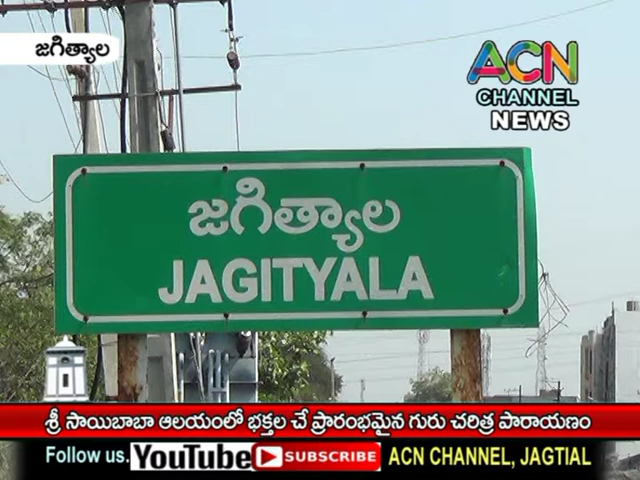 జగిత్యాల
ACN
CHANNEL
NEWS
జగిత్యాల
JAGITYALA
శ్రీ సాయిబాబా ఆలయంలో భక్తుల చే ప్రారంభమైన గురు చరిత్ర పారాయణం
Follow us. YouTube SUBSCRIBE ACN CHANNEL, JAGTIAL